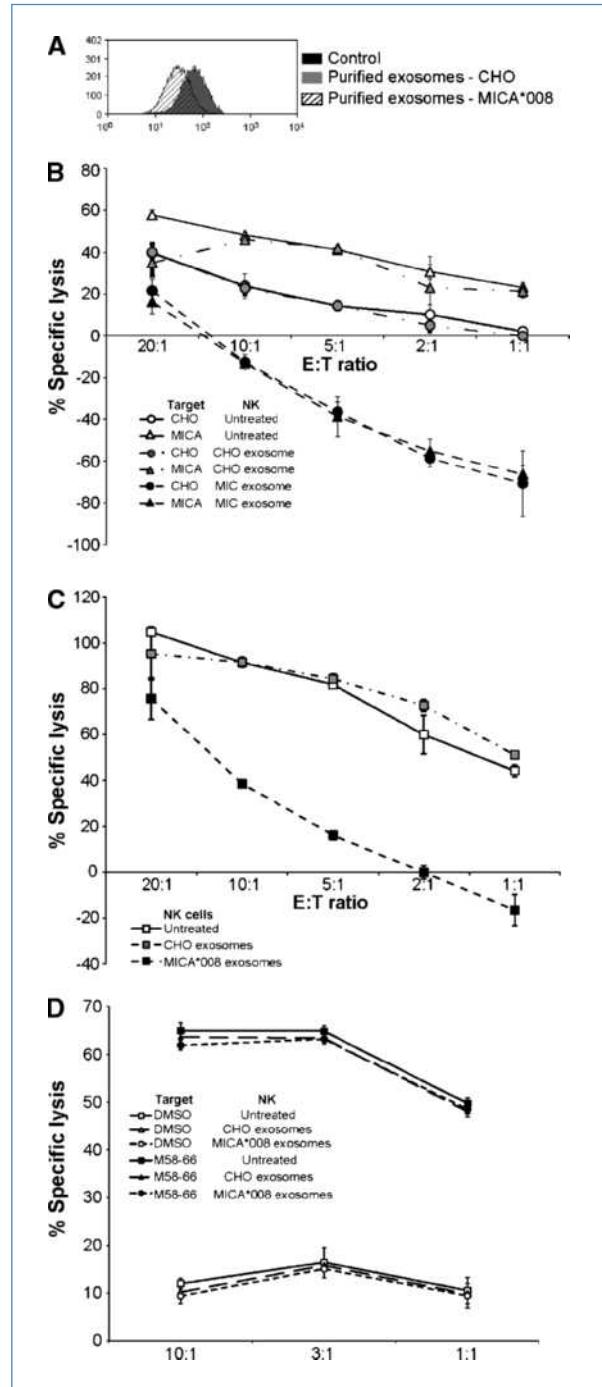 A
402
301
201
100
0
10⁰ 10¹ 10² 10³ 10⁴
Control
Purified exosomes - CHO
Purified exosomes - MICA*008
B
% Specific lysis
80
60
40
20
0
-20
-40
-60
-80
-100
20:1 10:1 5:1 2:1 1:1
E:T ratio
Target NK
CHO Untreated
MICA Untreated
CHO CHO exosome
MICA CHO exosome
CHO MIC exosome
MICA MIC exosome
C
% Specific lysis
120
100
80
60
40
20
0
-20
-40
20:1 10:1 5:1 2:1 1:1
E:T ratio
NK cells
Untreated
CHO exosomes
MICA*008 exosomes
D
% Specific lysis
70
60
50
40
30
20
10
0
Target NK
DMSO Untreated
DMSO CHO exosomes
DMSO MICA*008 exosomes
M58-66 Untreated
M58-66 CHO exosomes
M58-66 MICA*008 exosomes
10:1 3:1 1:1